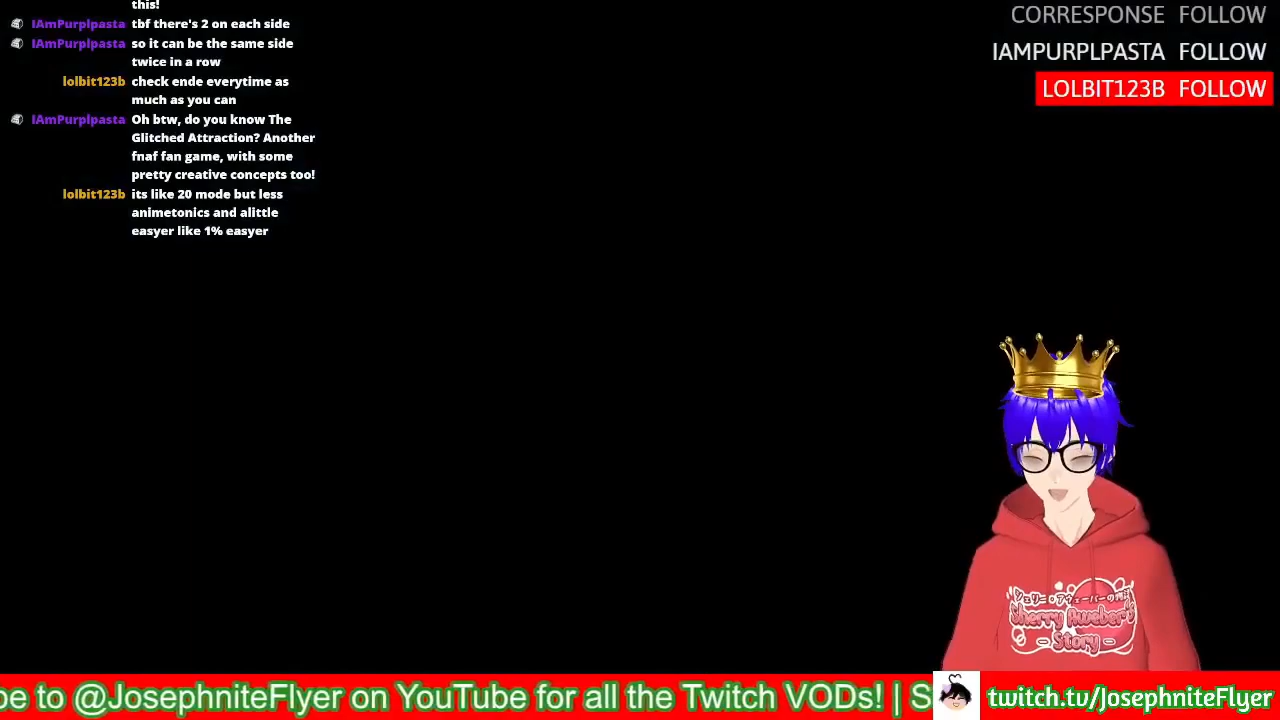 this!
IAmPurplpasta tbf there's 2 on each side
IAmPurplpasta so it can be the same side
twice in a row
lolbit123b check ende everytime as
much as you can
IAmPurplpasta Oh btw, do you know The
Glitched Attraction? Another
fnaf fan game, with some
pretty creative concepts too!
lolbit123b its like 20 mode but less
animetonics and alittle
easyer like 1% easyer
CORRESPONSE FOLLOW
IAMPURPLPASTA FOLLOW
LOLBIT123B FOLLOW
Sherry Awebery
- Story -
be to @JosephniteFlyer on YouTube for all the Twitch VODs! | S
twitch.tv/JosephniteFlyer